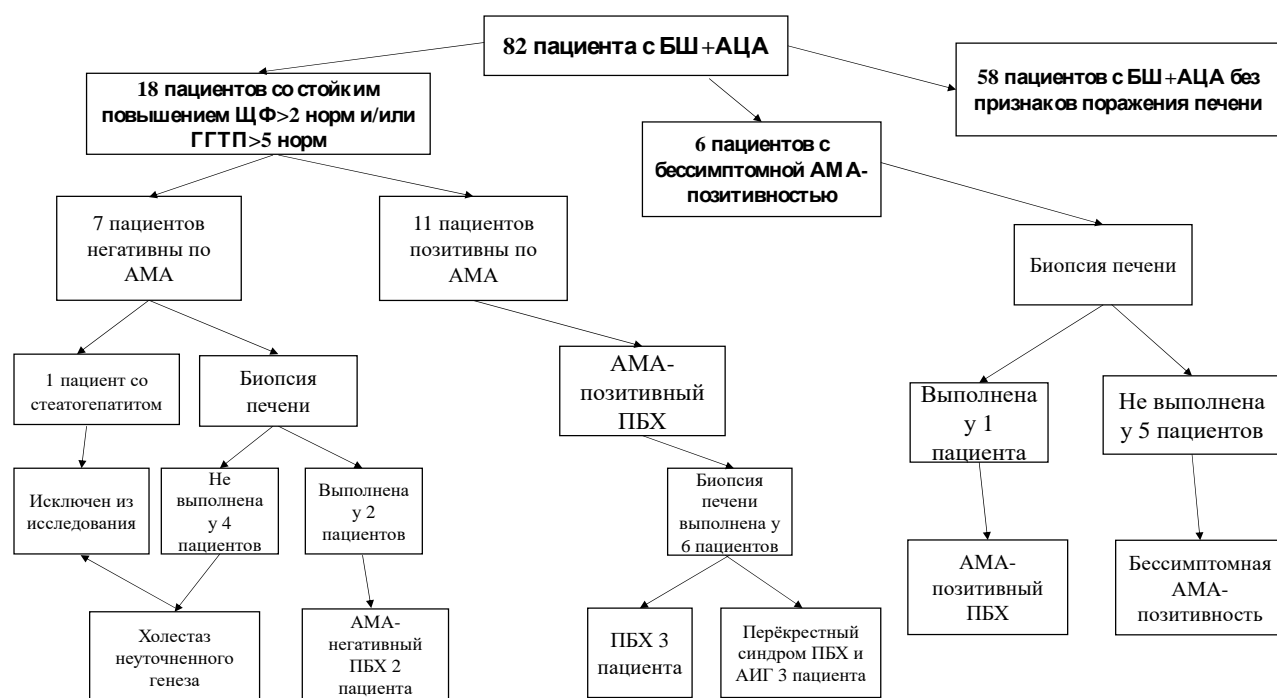 82 пациента с БШ+АЦА
18 пациентов со стойким
повышением ЩФ>2 норм и/или
ГГТП>5 норм
58 пациентов с БШ+АЦА без
признаков поражения печени
6 пациентов с
бессимптомной АМА-
позитивностью
7 пациентов
негативны по
АМА
11 пациентов
позитивны по
АМА
Биопсия печени
1 пациент со
стеатогепатитом
Биопсия
печени
АМА-
позитивный
ПБХ
Выполнена
у 1
пациента
Не выполнена
у 5 пациентов
Исключен из
исследования
Не
выполнена
у 4
пациентов
Выполнена
у 2
пациентов
Биопсия
печени
выполнена у
6 пациентов
АМА-
позитивный
ПБХ
Бессимптомная
АМА-
позитивность
Холестаз
неуточненного
генеза
АМА-
негативный
ПБХ 2
пациента
ПБХ 3
пациента
Перёкрестный
синдром ПБХ и
АИГ 3 пациента